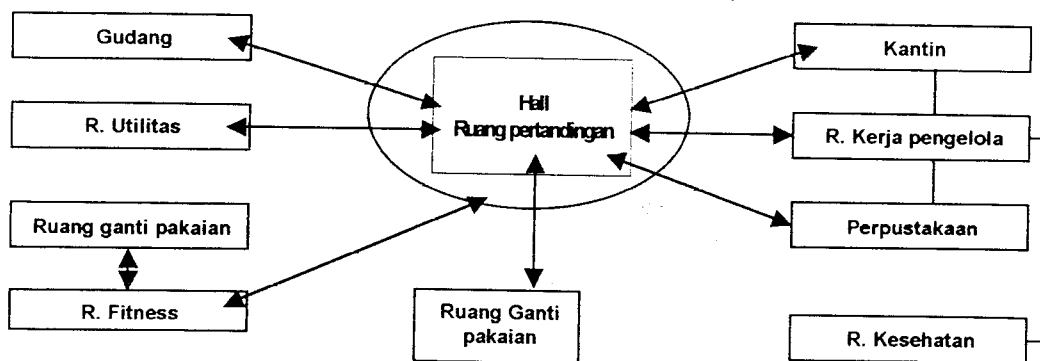 Gudang
Kantin
Hall
Ruang pertandingan
R. Utilitas
R. Kerja pengelola
Ruang ganti pakaian
Perpustakaan
R. Fitness
Ruang Ganti
pakaian
R. Kesehatan